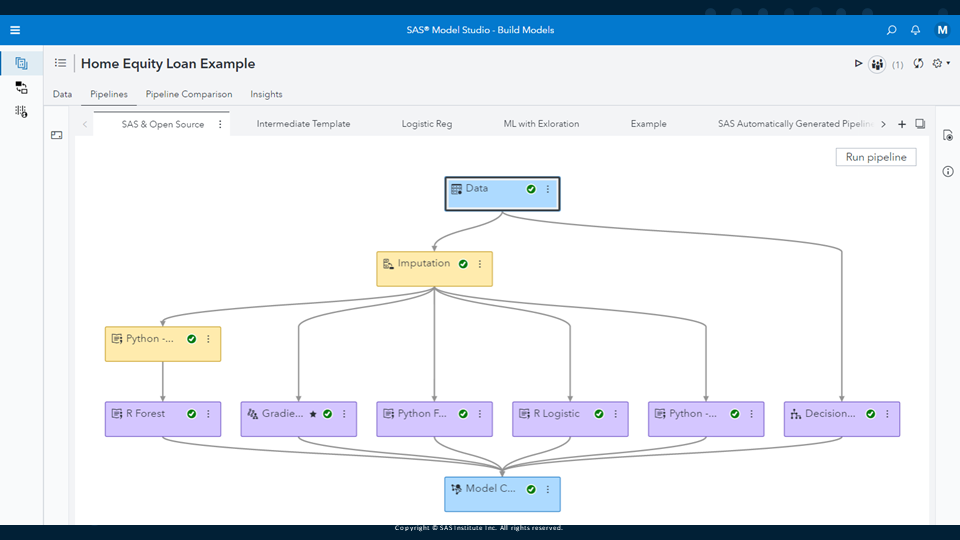 SAS® Model Studio - Build Models
M
Home Equity Loan Example
(1)
Data Pipelines Pipeline Comparison Insights
SAS & Open Source Intermediate Template Logistic Reg ML with Exloration Example SAS Automatically Generated Pipeline
Run pipeline
Data
Imputation
Python -...
R Forest Gradie... Python F... R Logistic Python -... Decision...
Model C...
Copyright © SAS Institute Inc. All rights reserved.